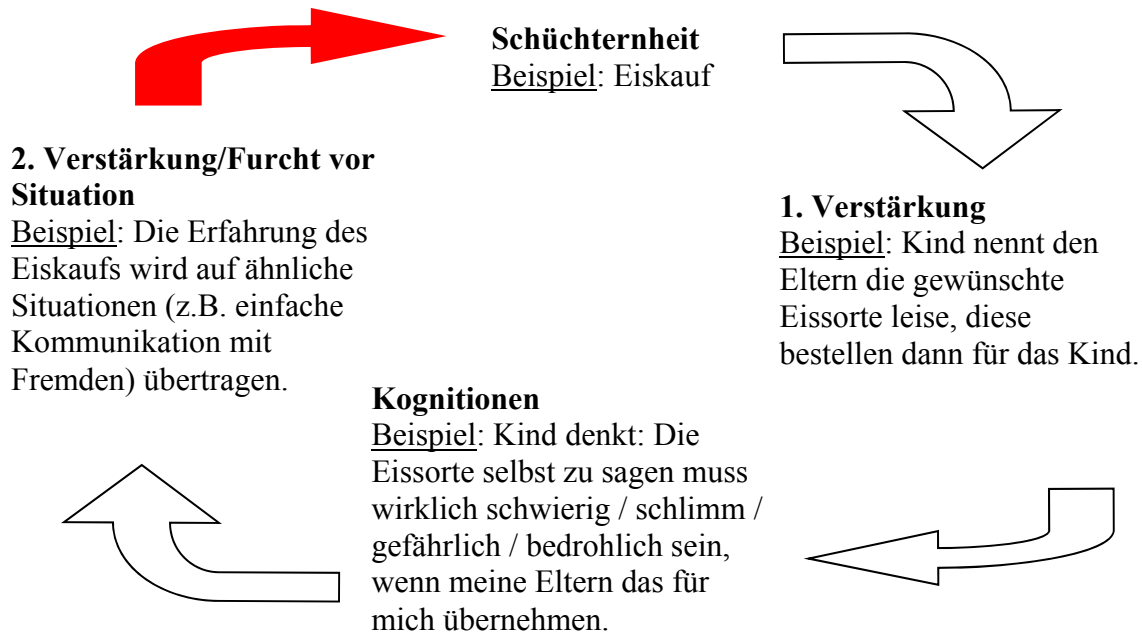 Schüchternheit
Beispiel: Eiskauf
1. Verstärkung
Beispiel: Kind nennt den
Eltern die gewünschte
Eissorte leise, diese
bestellen dann für das Kind.
Kognitionen
Beispiel: Kind denkt: Die
Eissorte selbst zu sagen muss
wirklich schwierig / schlimm /
gefährlich / bedrohlich sein,
wenn meine Eltern das für
mich übernehmen.
2. Verstärkung/Furcht vor
Situation
Beispiel: Die Erfahrung des
Eiskaufs wird auf ähnliche
Situationen (z.B. einfache
Kommunikation mit
Fremden) übertragen.